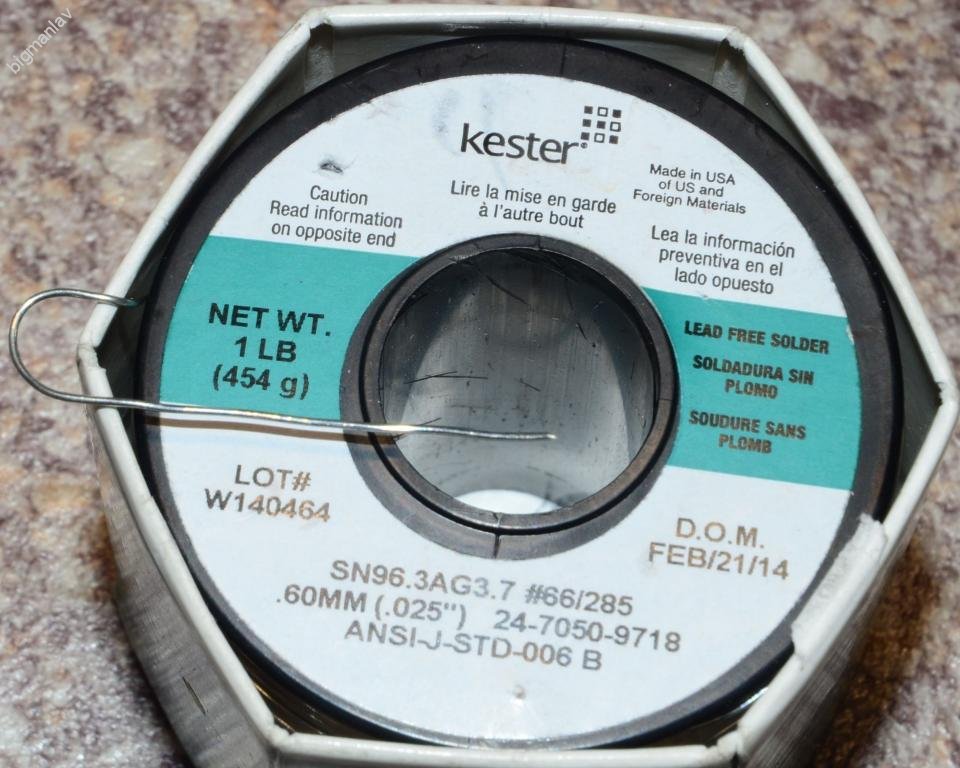 bigmanlav
kester
Caution
Read information
on opposite end
Lire la mise en garde
à l'autre bout
Made in USA
of US and
Foreign Materials
Lea la información
preventiva en el
lado opuesto
NET WT.
1 LB
(454 g)
LEAD FREE SOLDER
SOLDADURA SIN
PLOMO
SOUDURE SANS
PLOMB
LOT#
W140464
D.O.M.
FEB/21/14
SN96.3AG3.7 #66/285
.60MM (.025") 24-7050-9718
ANSI-J-STD-006 B